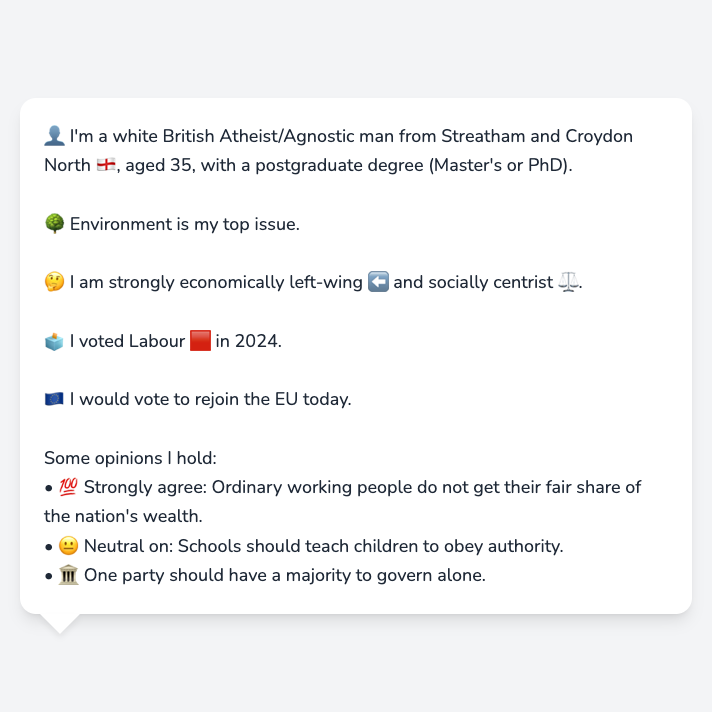 👤 I'm a white British Atheist/Agnostic man from Streatham and Croydon
North 🏴󠁧󠁢󠁥󠁮󠁧󠁿, aged 35, with a postgraduate degree (Master's or PhD).
🌳 Environment is my top issue.
🤔 I am strongly economically left-wing ⬅️ and socially centrist ⚖️.
🗳️ I voted Labour 🟥 in 2024.
🇪🇺 I would vote to rejoin the EU today.
Some opinions I hold:
• 💯 Strongly agree: Ordinary working people do not get their fair share of
the nation's wealth.
• 😐 Neutral on: Schools should teach children to obey authority.
• 🏛️ One party should have a majority to govern alone.